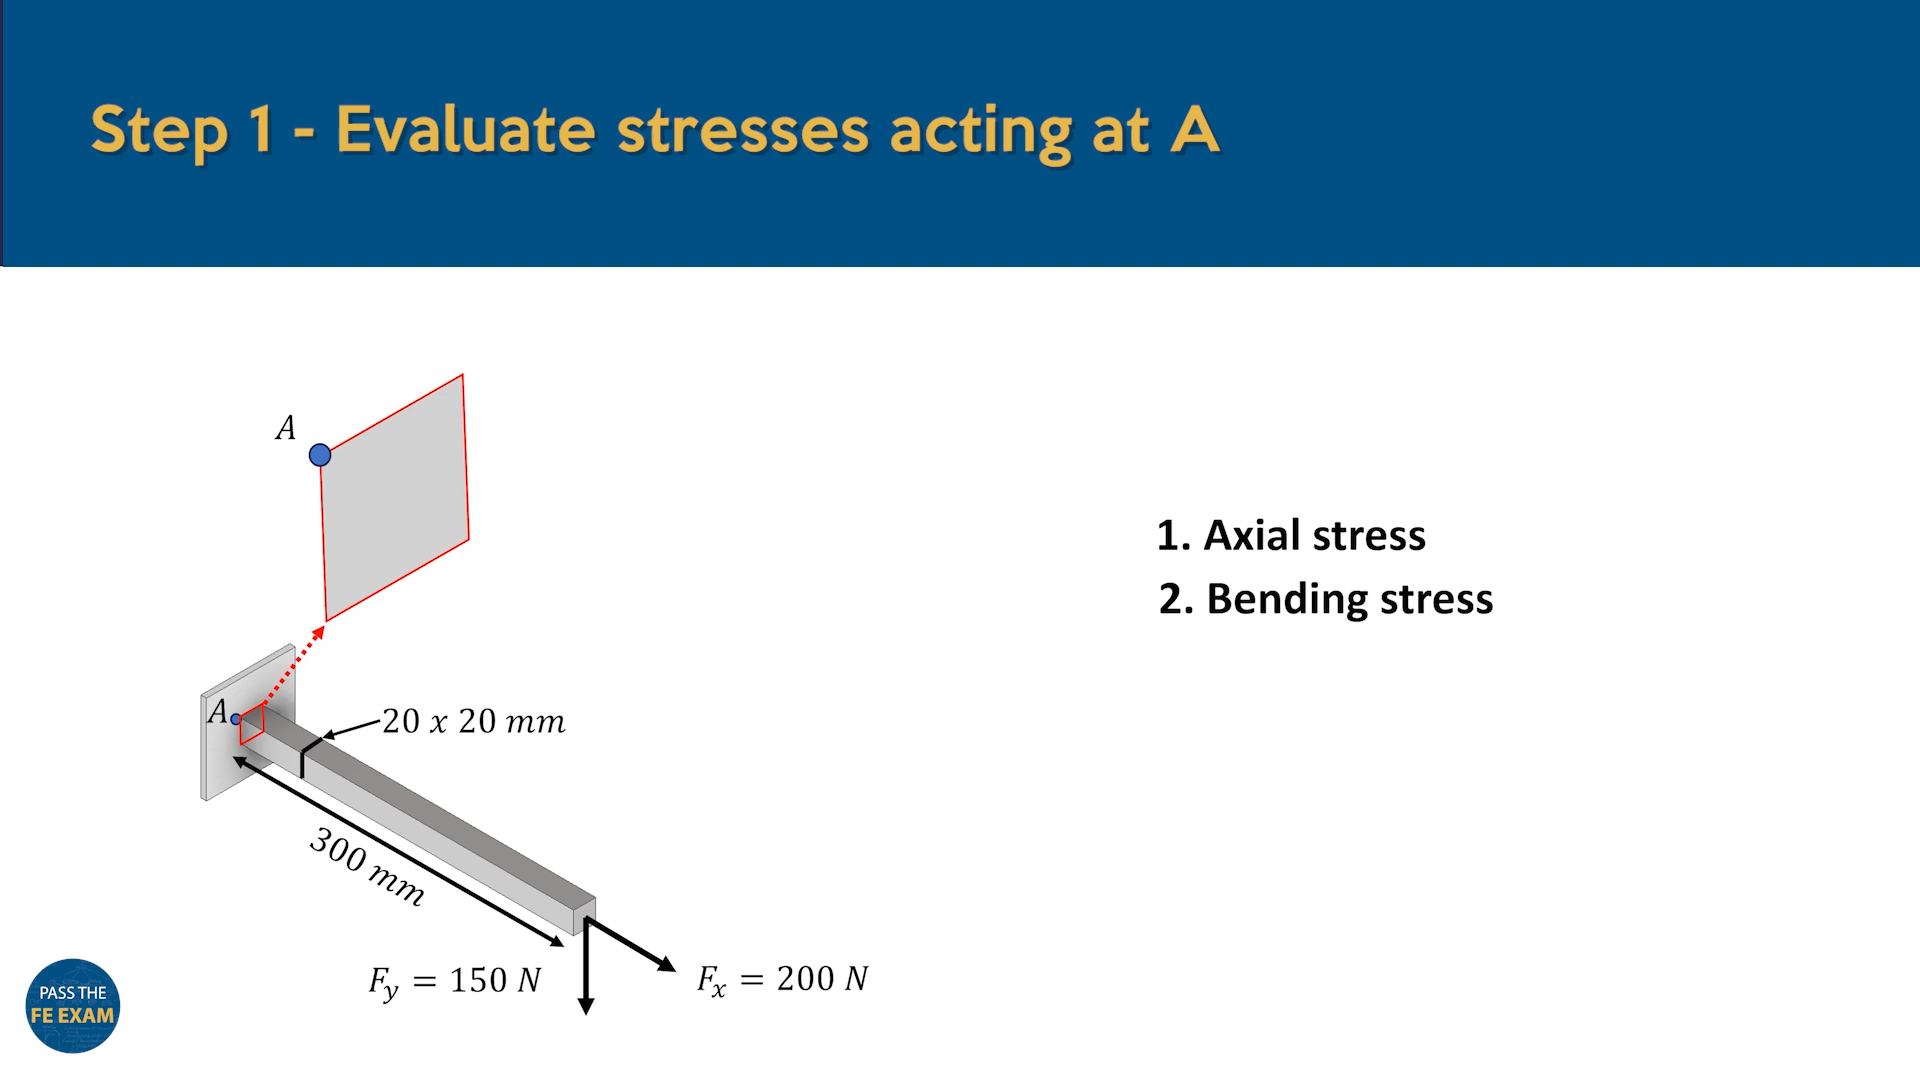 Step 1 - Evaluate stresses acting at A
A
1. Axial stress
2. Bending stress
A
20 x 20 mm
300 mm
F_y = 150 N
F_x = 200 N
PASS THE
FE EXAM